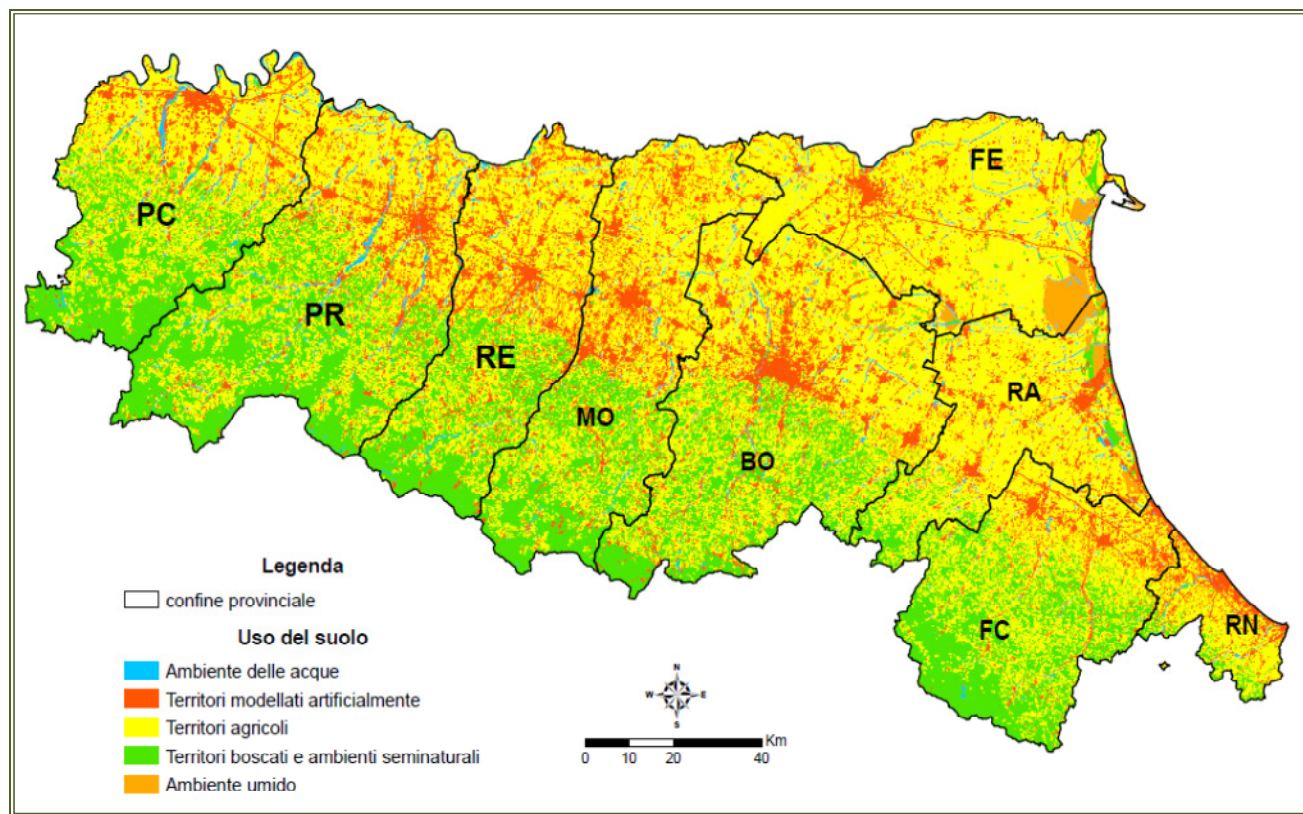 FE
PC
PR
RE
RA
MO
BO
FC
RN
Legenda
confine provinciale
Uso del suolo
Ambiente delle acque
Territori modellati artificialmente
Territori agricoli
Territori boscati e ambienti seminaturali
Ambiente umido
N
W E
S
Km
0 10 20 40